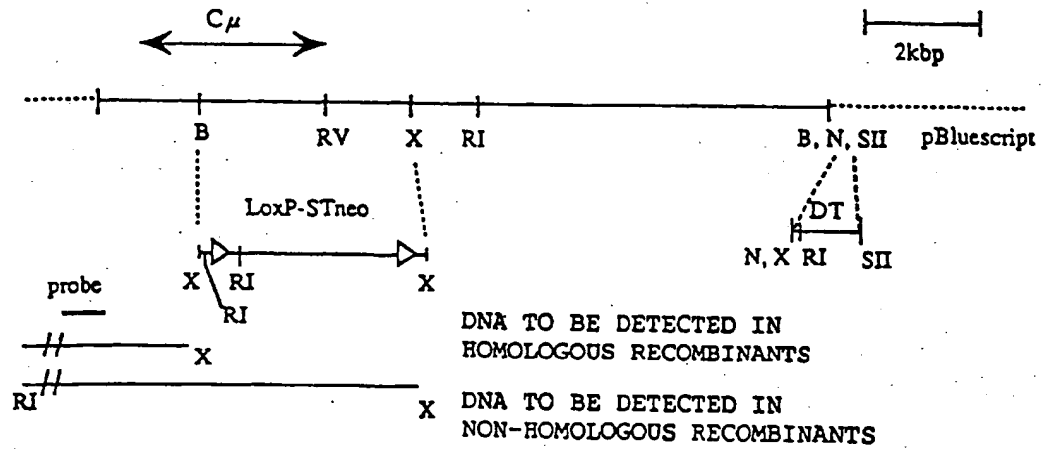 Cμ
2kbp
B RV X RI B, N, SII pBluescript
LoxP-STneo
DT
X RI X N, X RI SII
probe
RI
X
DNA TO BE DETECTED IN
HOMOLOGOUS RECOMBINANTS
RI X
DNA TO BE DETECTED IN
NON-HOMOLOGOUS RECOMBINANTS